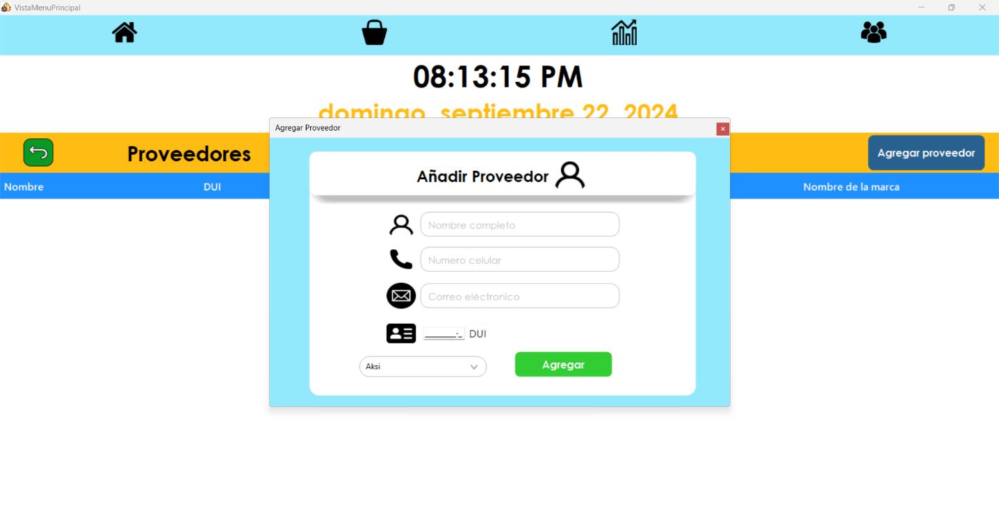 VistaMenuPrincipal
08:13:15 PM
domingo, septiembre 22, 2024
Agregar Proveedor
Proveedores
Agregar proveedor
Nombre
DUI
Nombre de la marca
Añadir Proveedor
Nombre completo
Numero celular
Correo eléctronico
________-_ DUI
Aksi
Agregar